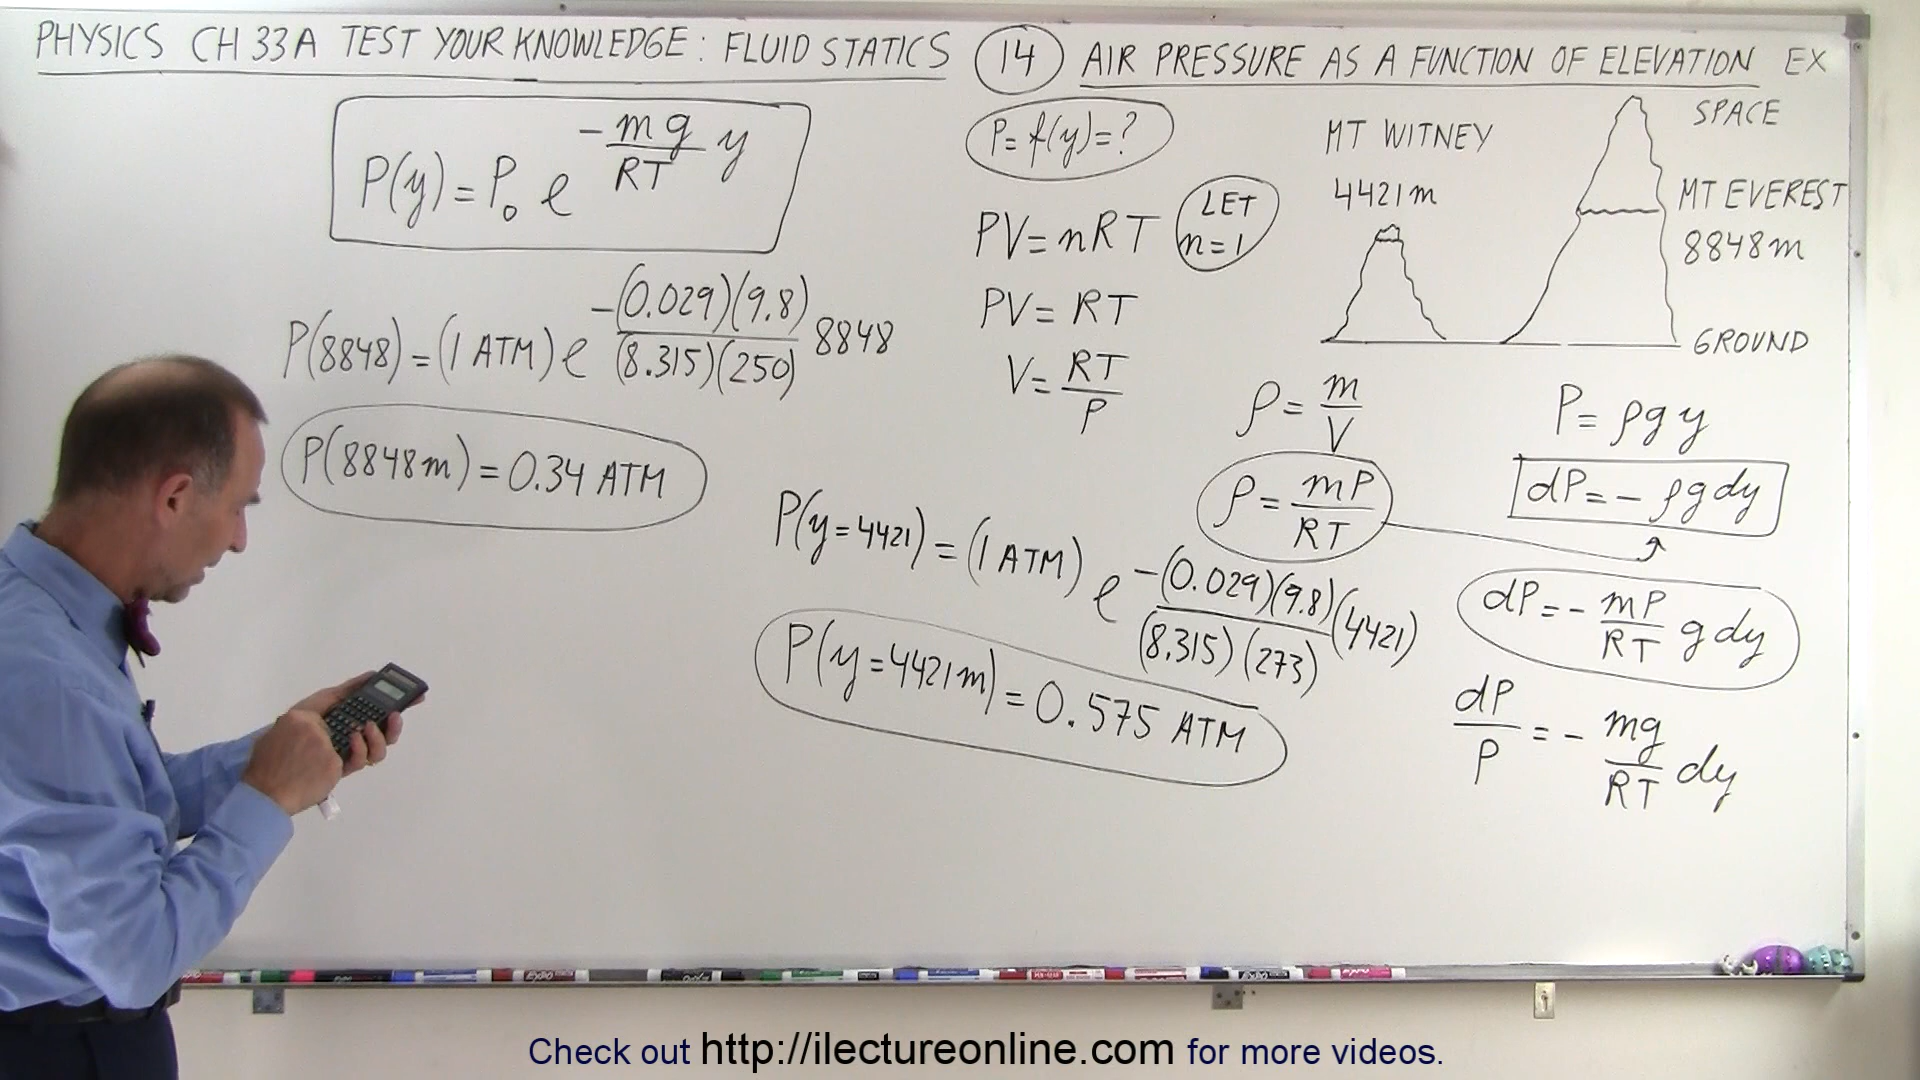 PHYSICS CH 33A TEST YOUR KNOWLEDGE: FLUID STATICS (14) AIR PRESSURE AS A FUNCTION OF ELEVATION EX
P(y) = P₀ e^(-mg/RT y)
P(8848) = (1 ATM) e^(-(0.029)(9.8)/(8.315)(250) 8848)
P(8848m) = 0.34 ATM
P = f(y) = ?
PV = nRT
LET
n = 1
PV = RT
V = RT/P
MT WITNEY
4421m
SPACE
MT EVEREST
8848m
GROUND
ρ = m/V
ρ = mP/RT
P = ρgy
dP = - ρgdy
dP = - mP/RT gdy
dP/P = - mg/RT dy
P(y=4421) = (1 ATM) e^(-(0.029)(9.8)/(8.315)(273) (4421))
P(y=4421m) = 0.575 ATM
Check out http://ilectureonline.com for more videos.